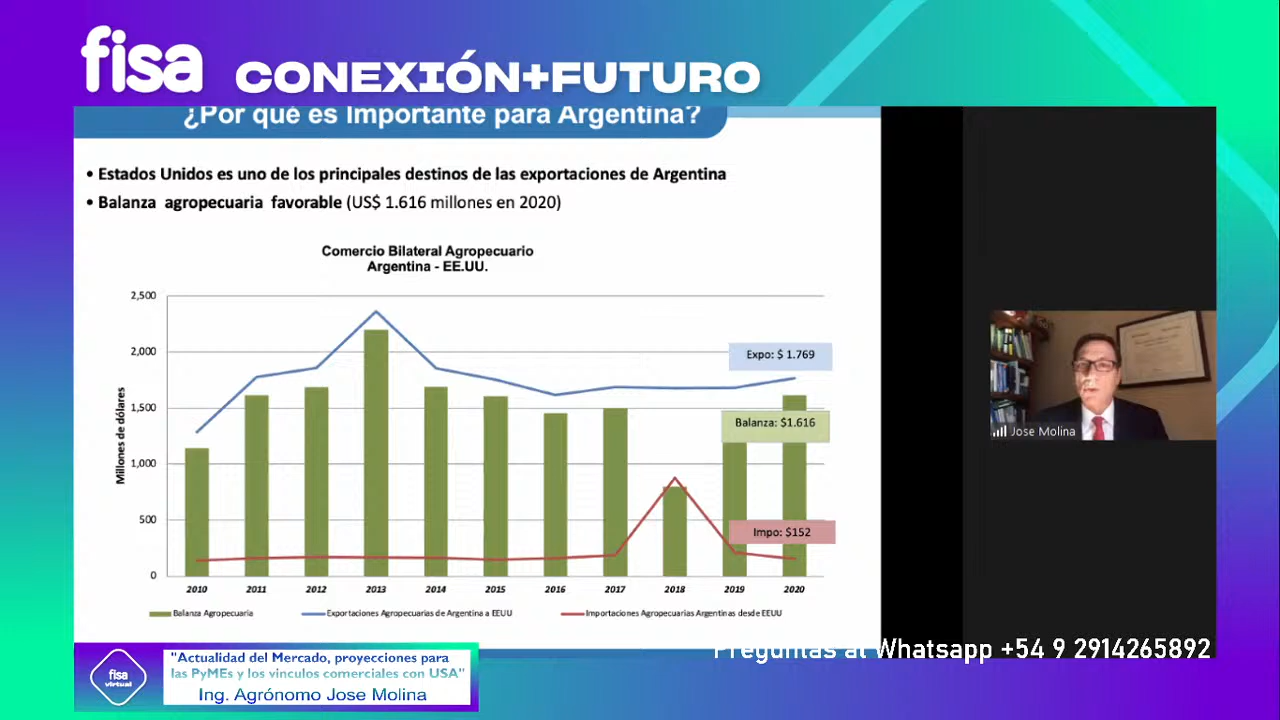 fisa CONEXIÓN+FUTURO
¿Por qué es Importante para Argentina?
• Estados Unidos es uno de los principales destinos de las exportaciones de Argentina
• Balanza agropecuaria favorable (US$ 1.616 millones en 2020)
Comercio Bilateral Agropecuario
Argentina - EE.UU.
Millones de dólares
2,500
2,000
1,500
1,000
500
0
Expo: $ 1.769
Balanza: $1.616
Impo: $152
2010 2011 2012 2013 2014 2015 2016 2017 2018 2019 2020
Balanza Agropecuaria Exportaciones Agropecuarias de Argentina a EEUU Importaciones Agropecuarias Argentinas desde EEUU
Jose Molina
Preguntas al Whatsapp +54 9 2914265892
fisa
virtual
"Actualidad del Mercado, proyecciones para
las PyMEs y los vinculos comerciales con USA"
Ing. Agrónomo Jose Molina